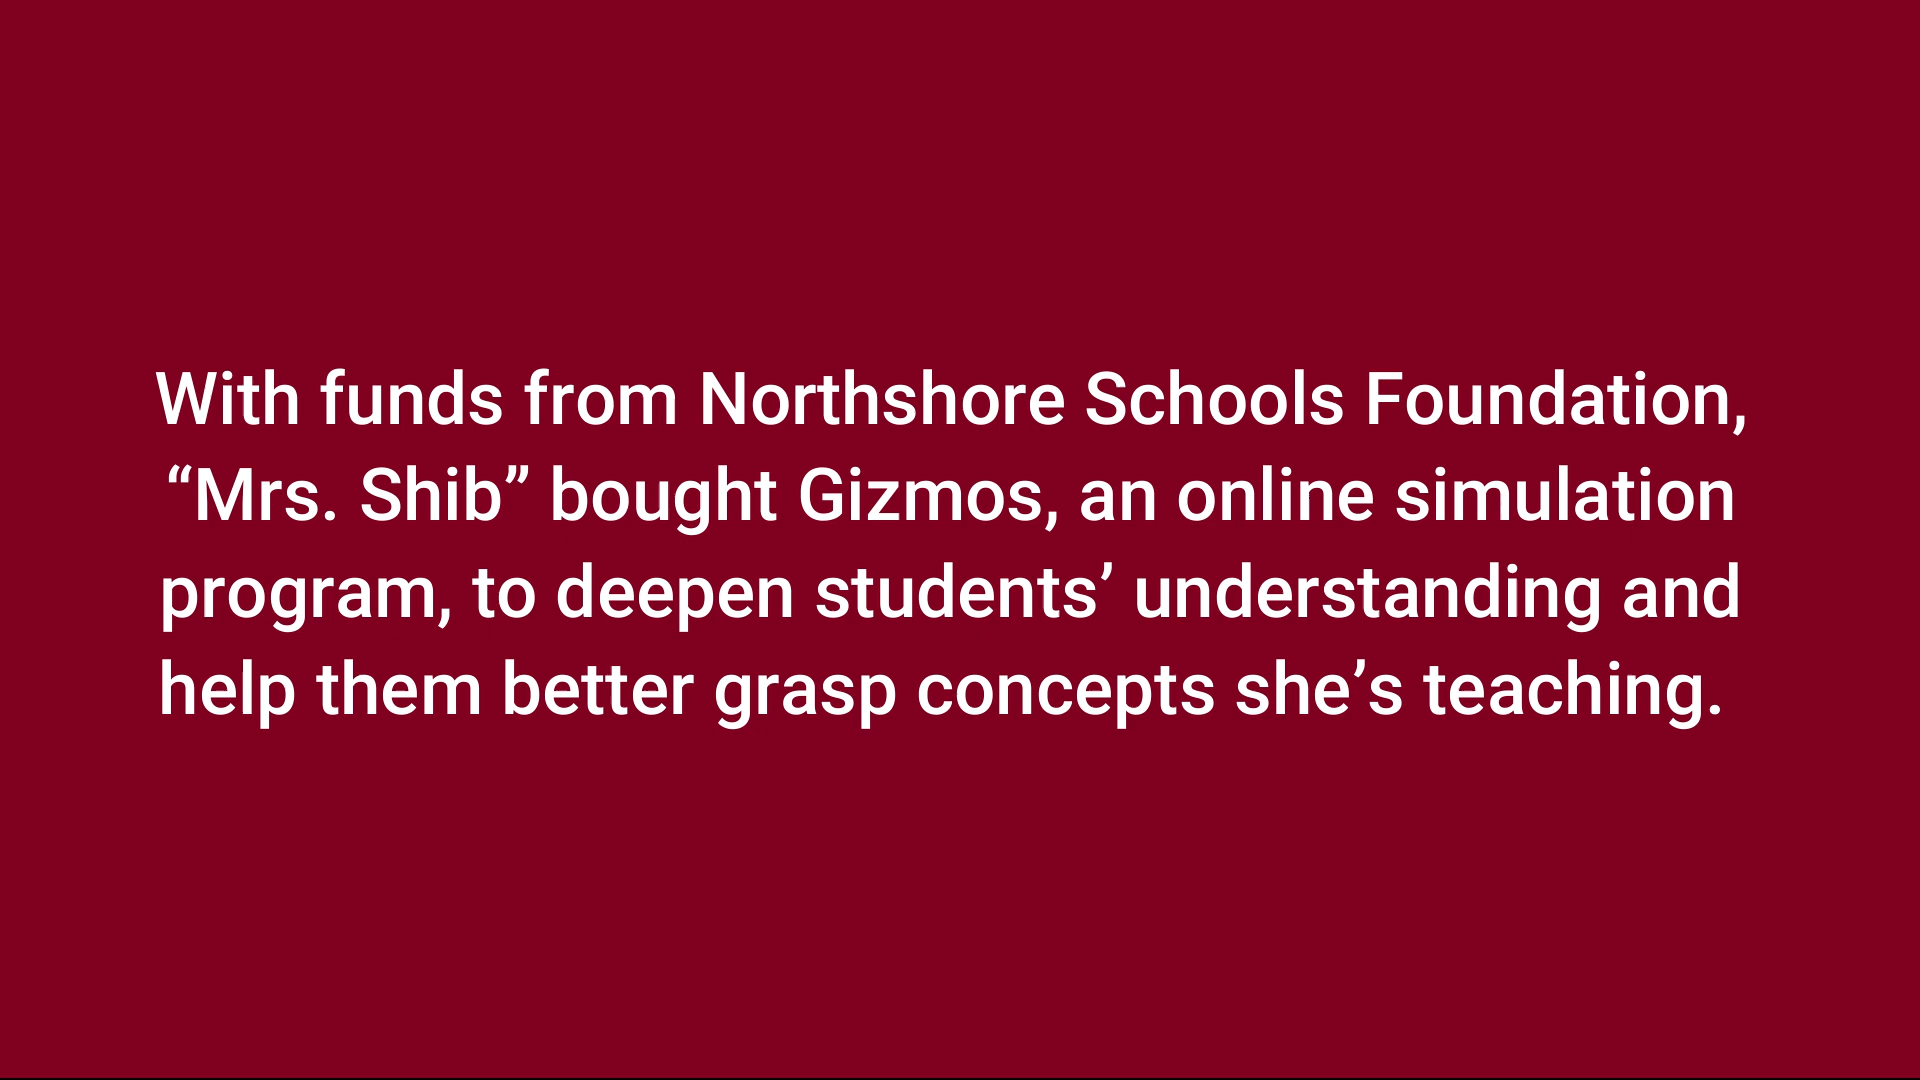 With funds from Northshore Schools Foundation,
“Mrs. Shib” bought Gizmos, an online simulation
program, to deepen students’ understanding and
help them better grasp concepts she’s teaching.